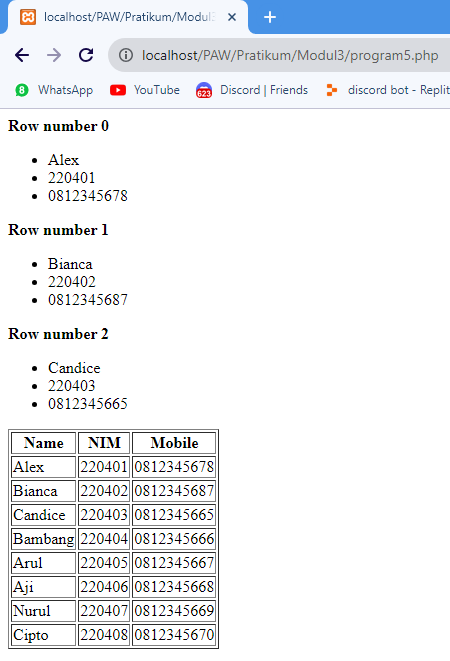 localhost/PAW/Pratikum/Modul3
localhost/PAW/Pratikum/Modul3/program5.php
WhatsApp YouTube 623 Discord | Friends discord bot - Replit
Row number 0
• Alex
• 220401
• 0812345678
Row number 1
• Bianca
• 220402
• 0812345687
Row number 2
• Candice
• 220403
• 0812345665
Name NIM Mobile
Alex 220401 0812345678
Bianca 220402 0812345687
Candice 220403 0812345665
Bambang 220404 0812345666
Arul 220405 0812345667
Aji 220406 0812345668
Nurul 220407 0812345669
Cipto 220408 0812345670